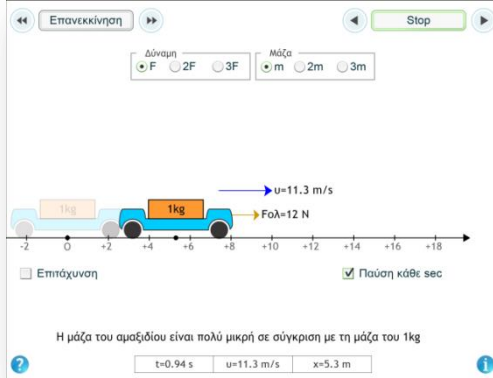 Επανεκκίνηση
Stop
Δύναμη
F 2F 3F
Μάζα
m 2m 3m
υ=11.3 m/s
1kg
1kg
Fολ=12 N
-2 O +2 +4 +6 +8 +10 +12 +14 +16 +18
Επιτάχυνση
Παύση κάθε sec
Η μάζα του αμαξιδίου είναι πολύ μικρή σε σύγκριση με τη μάζα του 1kg
? t=0.94 s υ=11.3 m/s x=5.3 m i